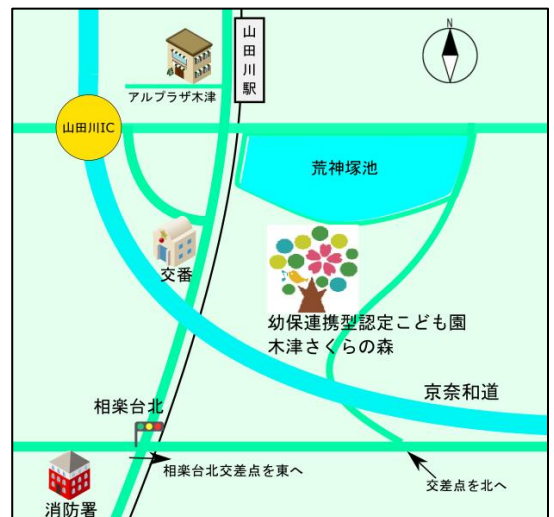 N
山田川駅
アルプラザ木津
山田川IC
荒神塚池
交番
幼保連携型認定こども園
木津さくらの森
京奈和道
相楽台北
相楽台北交差点を東へ
交差点を北へ
消防署